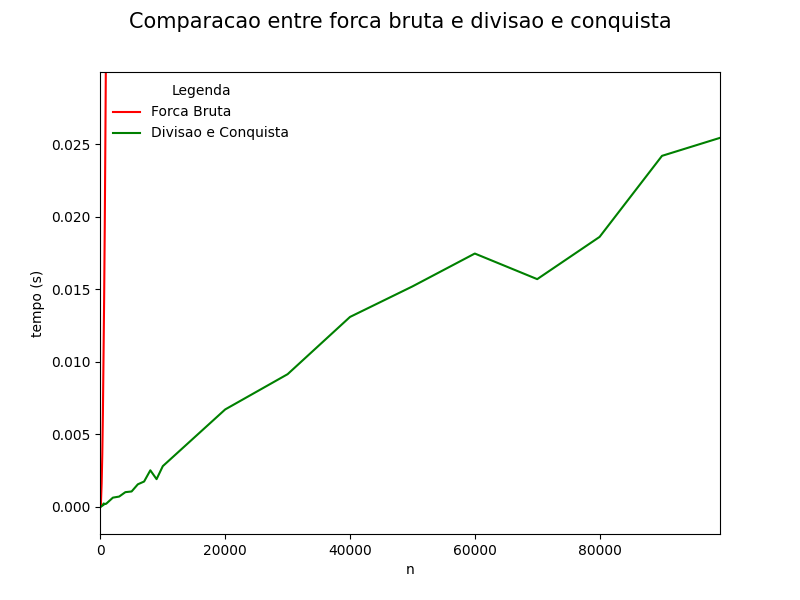 Comparacao entre forca bruta e divisao e conquista
Legenda
Forca Bruta
Divisao e Conquista
tempo (s)
0.025
0.020
0.015
0.010
0.005
0.000
0 20000 40000 60000 80000
n